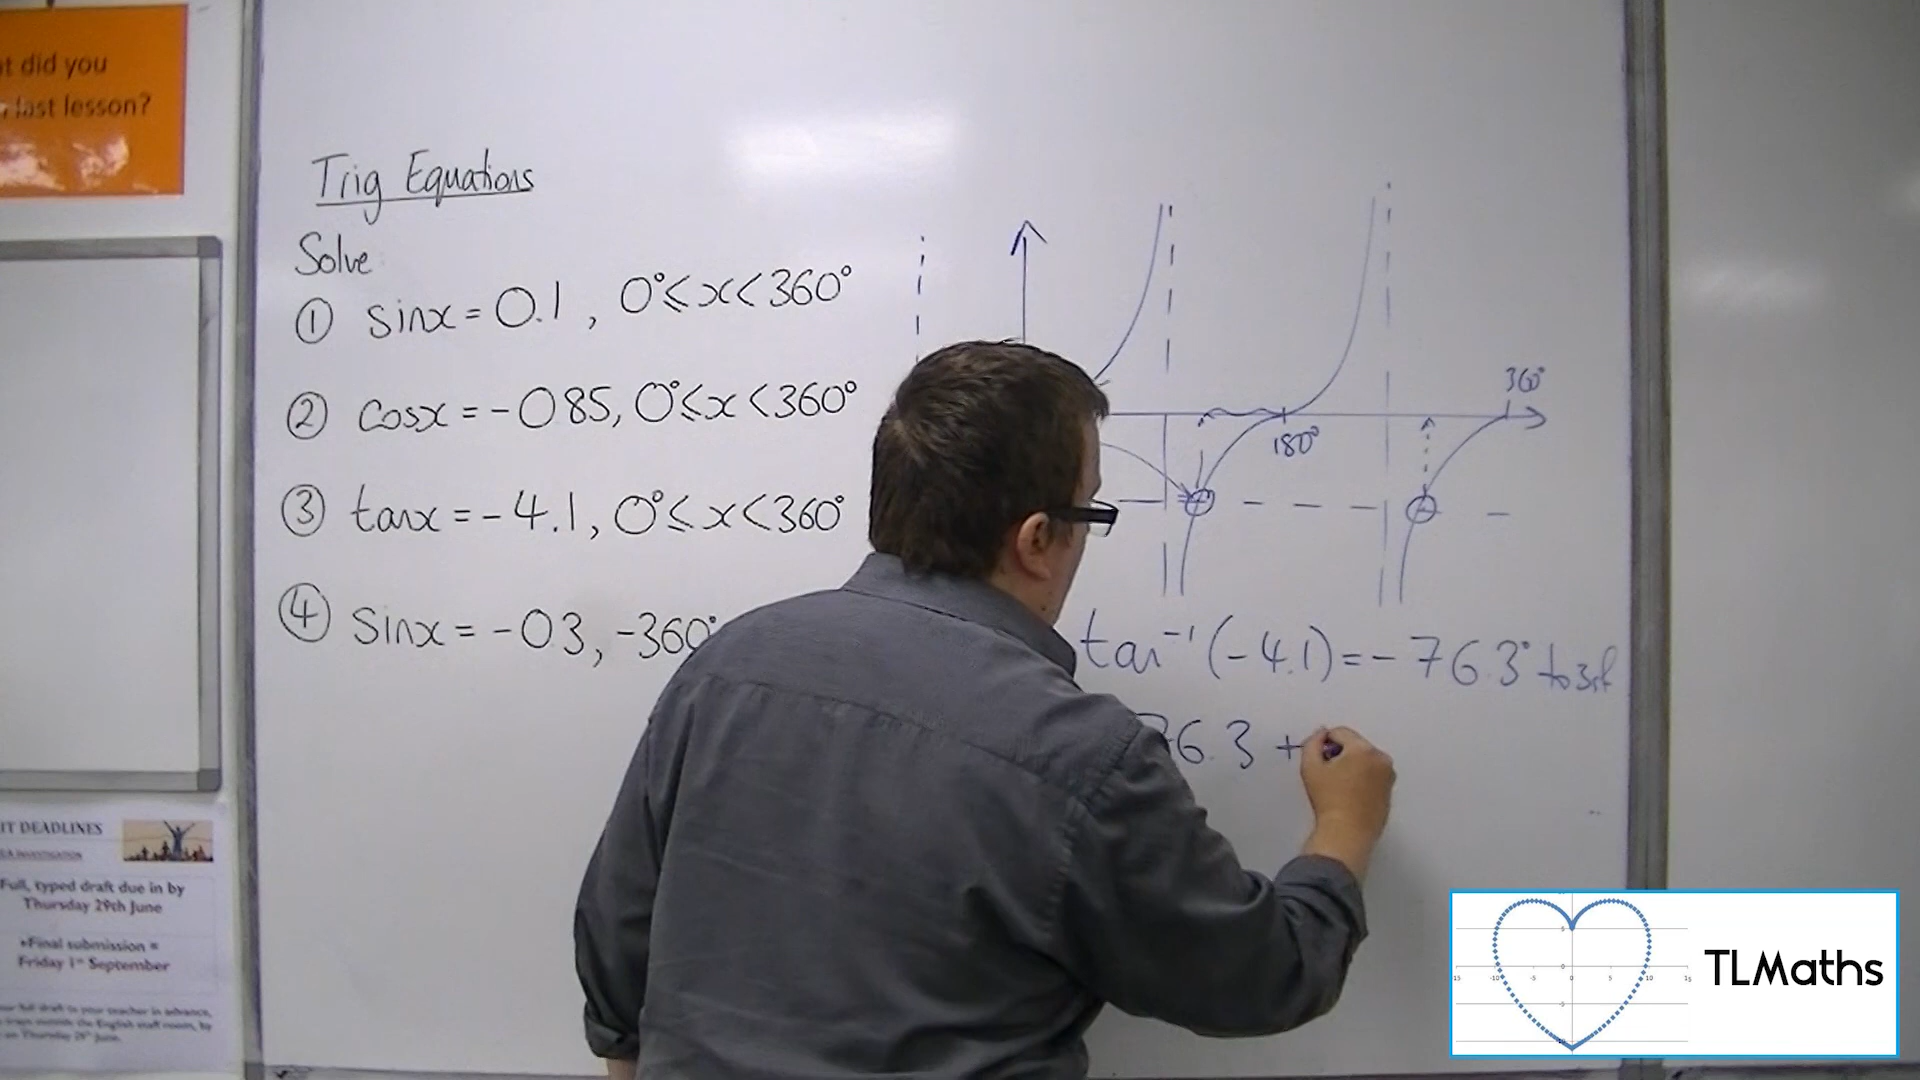 t did you
last lesson?
Trig Equations
Solve
① sinx = 0.1 , 0° ≤ x < 360°
② cosx = -0.85, 0° ≤ x < 360°
③ tanx = -4.1, 0° ≤ x < 360°
④ sinx = -0.3, -360°
360°
180°
tan⁻¹(-4.1) = -76.3° to 3sf
76.3 +
IT DEADLINES
Full, typed draft due in by
Thursday 29th June
*Final submission =
Friday 1st September
TLMaths